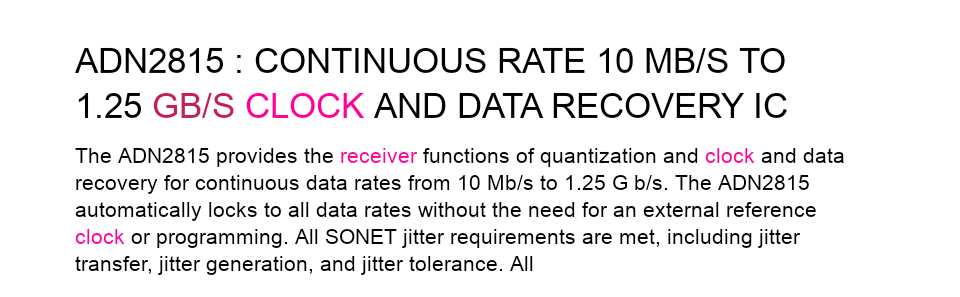 ADN2815 : CONTINUOUS RATE 10 MB/S TO
1.25 GB/S CLOCK AND DATA RECOVERY IC
The ADN2815 provides the receiver functions of quantization and clock and data
recovery for continuous data rates from 10 Mb/s to 1.25 G b/s. The ADN2815
automatically locks to all data rates without the need for an external reference
clock or programming. All SONET jitter requirements are met, including jitter
transfer, jitter generation, and jitter tolerance. All